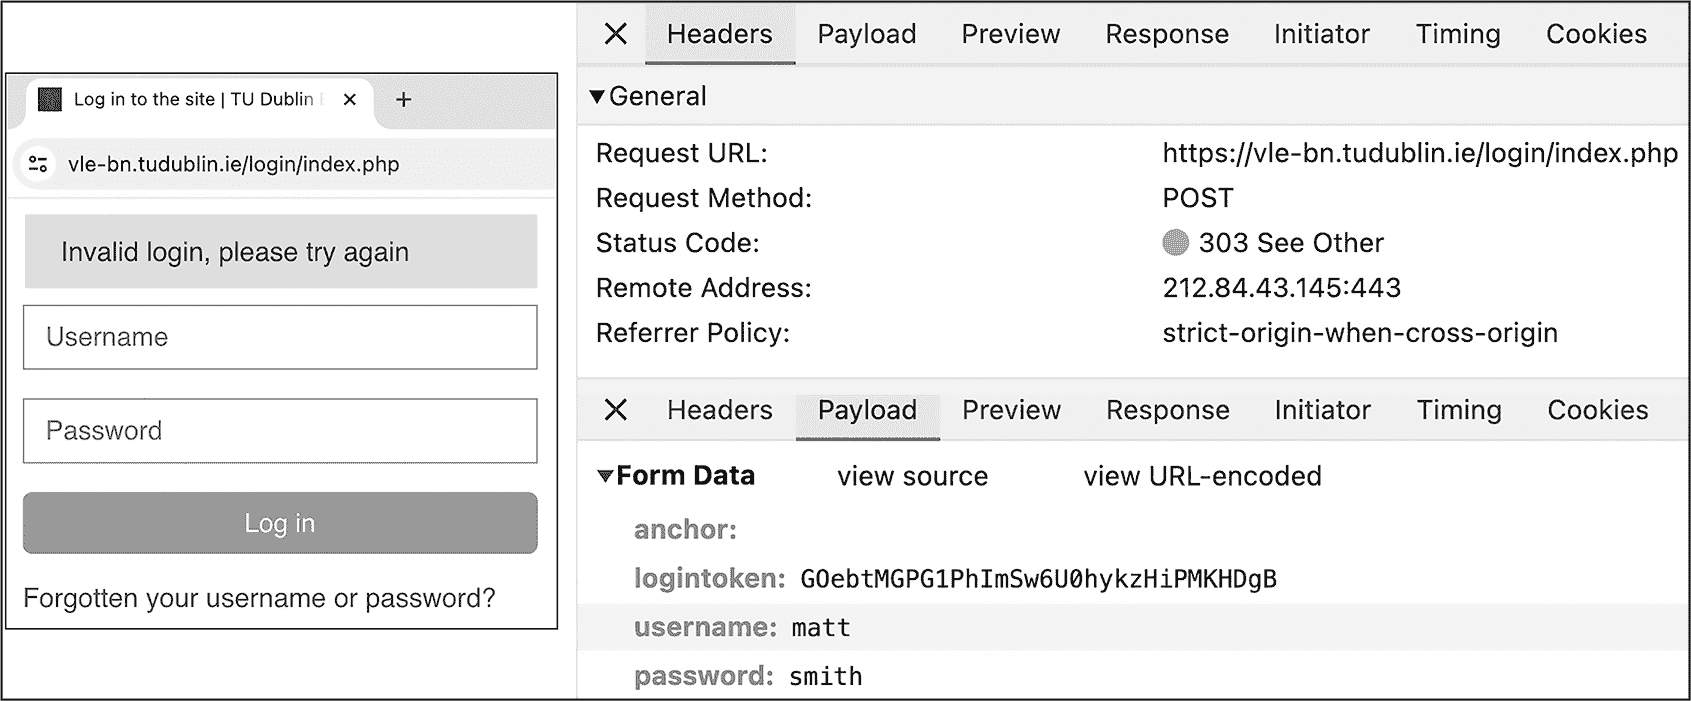 Log in to the site | TU Dublin
vle-bn.tudublin.ie/login/index.php
Invalid login, please try again
Username
Password
Log in
Forgotten your username or password?
Headers Payload Preview Response Initiator Timing Cookies
General
Request URL: https://vle-bn.tudublin.ie/login/index.php
Request Method: POST
Status Code: 303 See Other
Remote Address: 212.84.43.145:443
Referrer Policy: strict-origin-when-cross-origin
Headers Payload Preview Response Initiator Timing Cookies
Form Data view source view URL-encoded
anchor:
logintoken: GOebtMGPG1PhImSw6U0hykzHiPMKHDgB
username: matt
password: smith